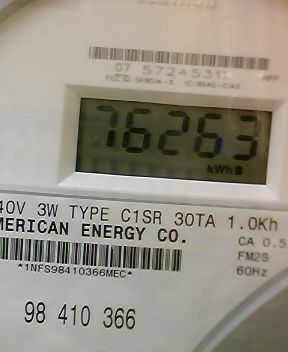 07 57245311
76263
kWh
40V 3W TYPE C1SR 30TA 1.0Kh
MERICAN ENERGY CO.
CA 0.5
FM2S
*1NFS98410366MEC*
60Hz
98 410 366